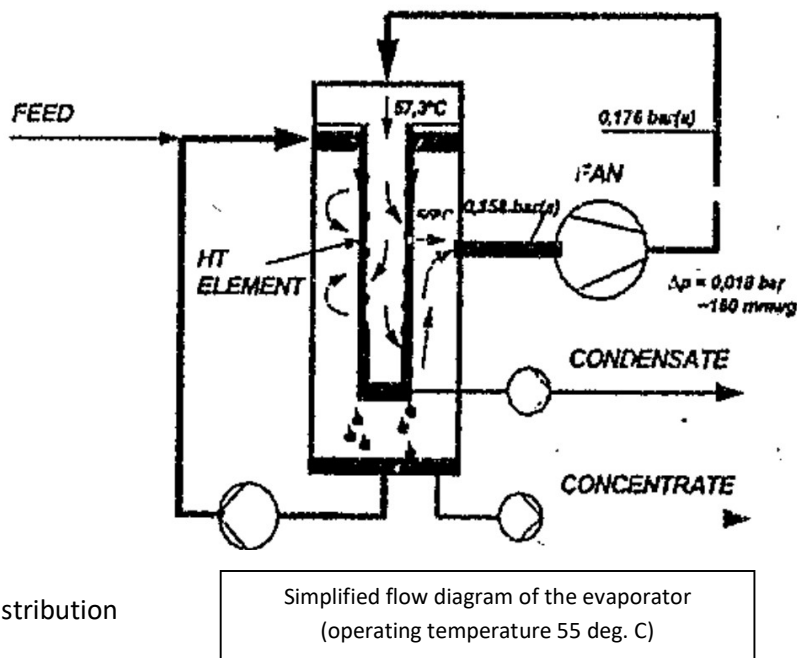 FEED
57,3°C
0,176 bar(a)
FAN
55°C
0,158 bar(a)
HT
ELEMENT
Δp = 0,018 bar
~180 mmwg
CONDENSATE
CONCENTRATE
stribution
Simplified flow diagram of the evaporator
(operating temperature 55 deg. C)